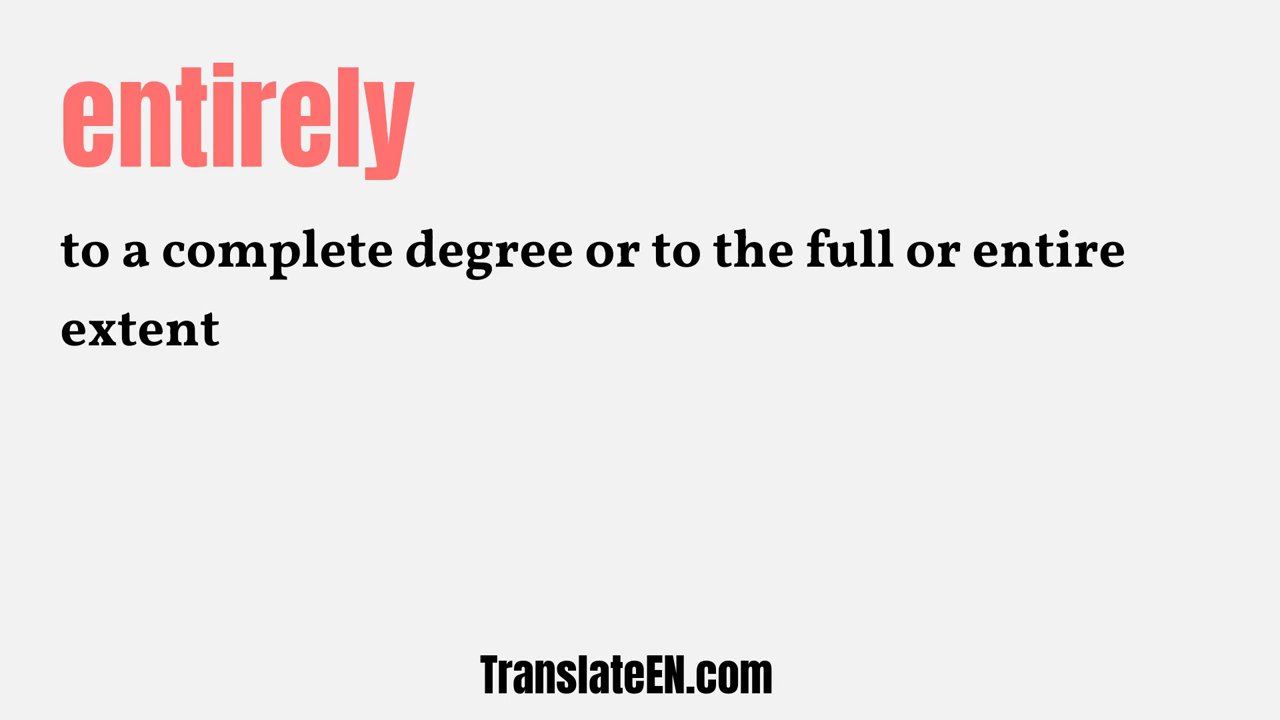 entirely
to a complete degree or to the full or entire
extent
TranslateEN.com